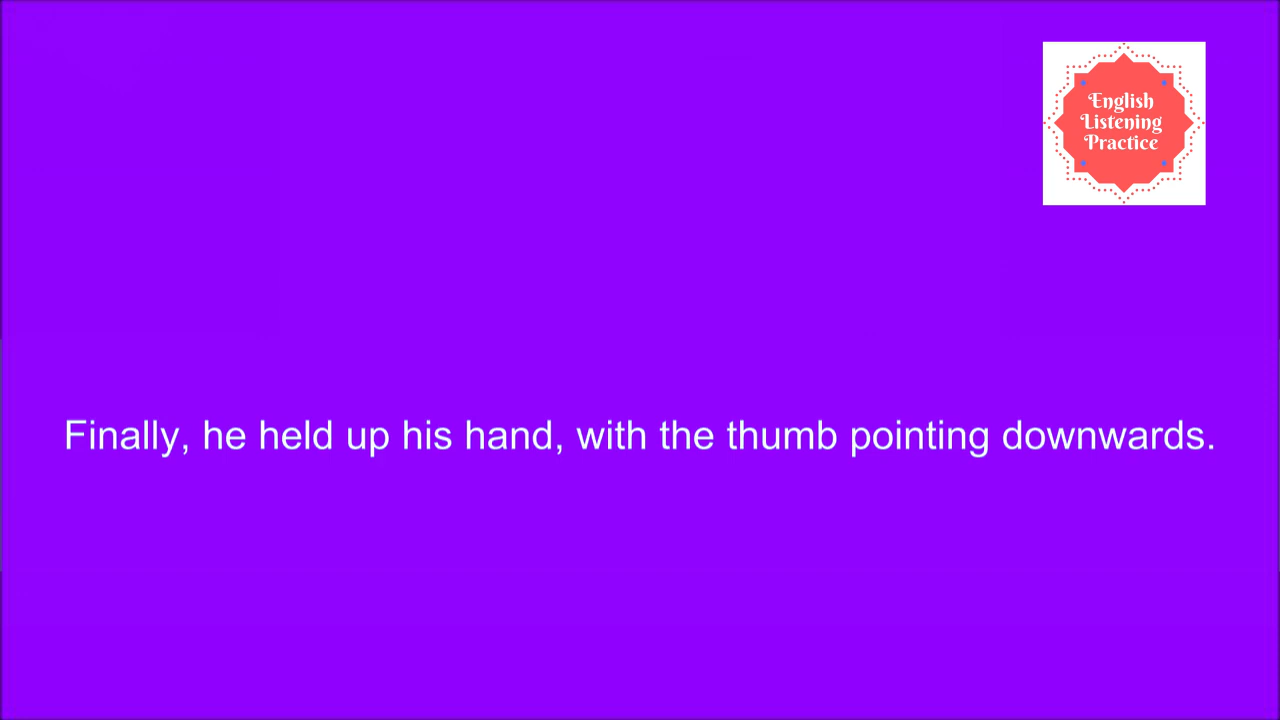 English
Listening
Practice
Finally, he held up his hand, with the thumb pointing downwards.